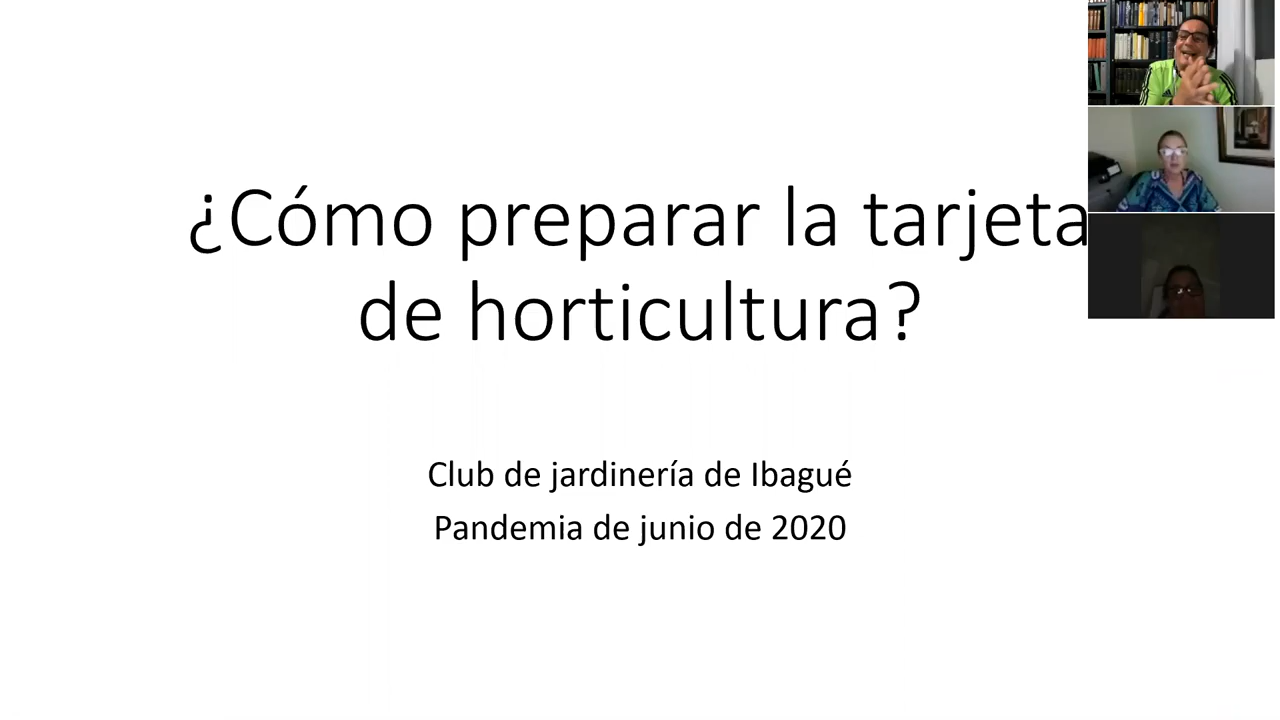 ¿Cómo preparar la tarjeta
de horticultura?
Club de jardinería de Ibagué
Pandemia de junio de 2020